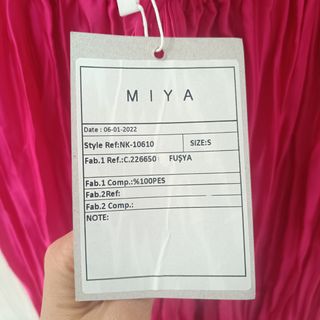 MIYA
Date : 06-01-2022
Style Ref:NK-10610 SIZE:S
Fab.1 Ref.:C.226650 FUŞYA
Fab.1 Comp.:%100PES
Fab.2Ref:
Fab.2 Comp.:
NOTE: